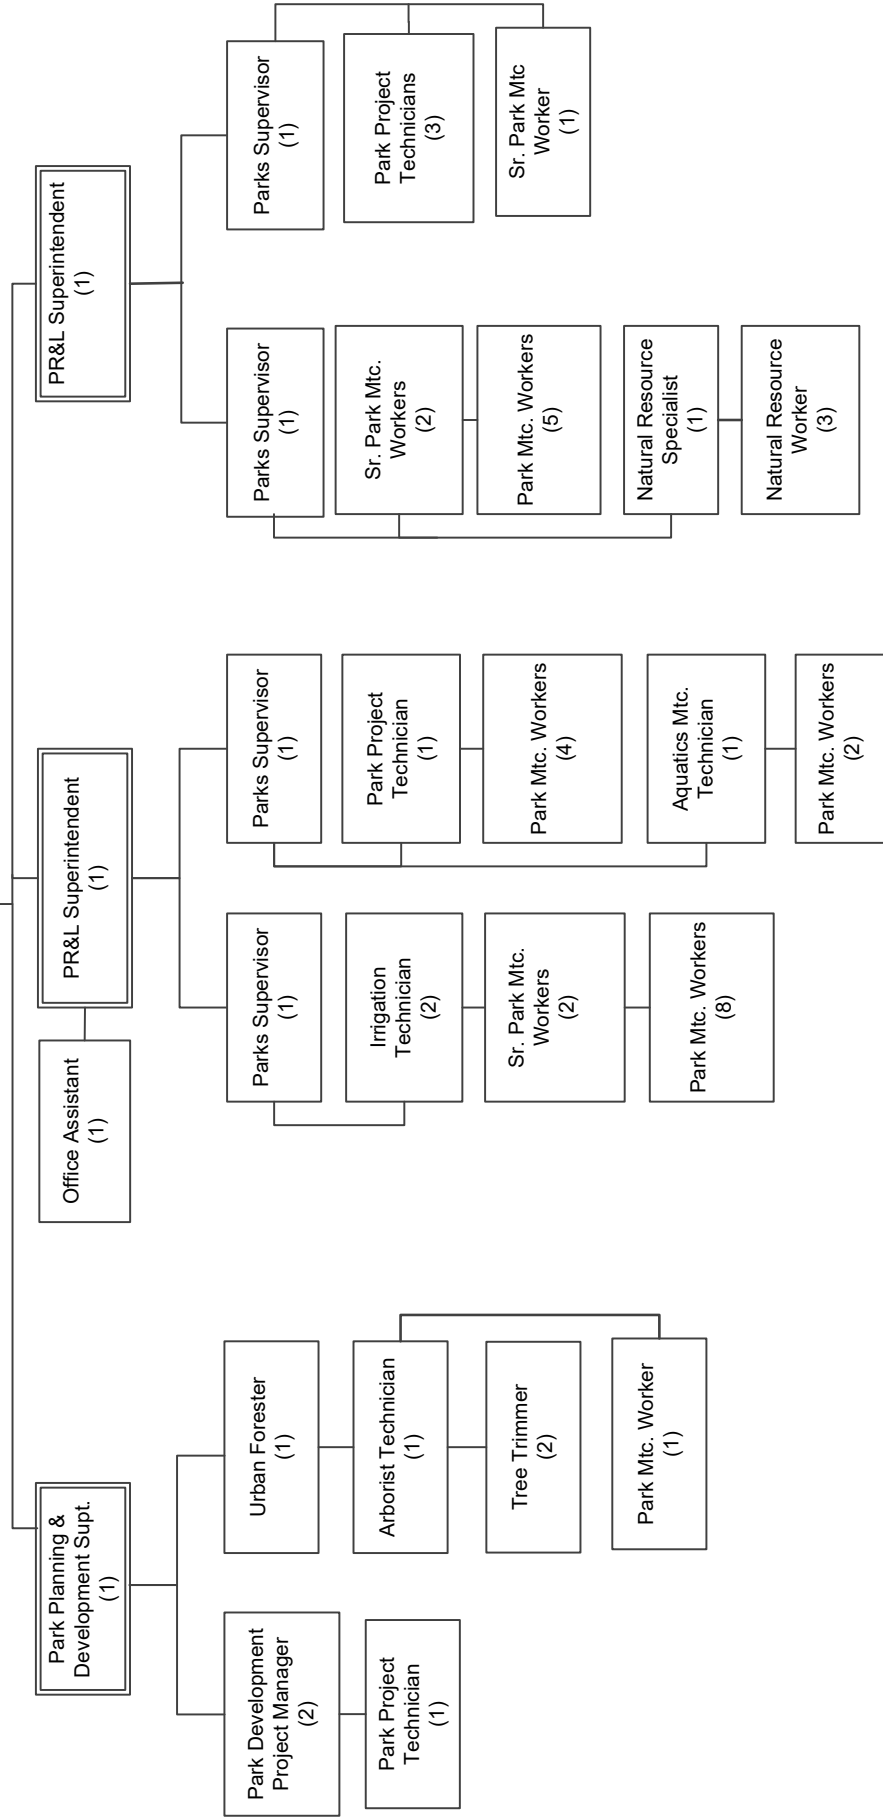 Park Planning &
Development Supt.
(1)
Park Development
Project Manager
(2)
Park Project
Technician
(1)
Urban Forester
(1)
Arborist Technician
(1)
Tree Trimmer
(2)
Park Mtc. Worker
(1)
Office Assistant
(1)
PR&L Superintendent
(1)
Parks Supervisor
(1)
Irrigation
Technician
(2)
Sr. Park Mtc.
Workers
(2)
Park Mtc. Workers
(8)
Parks Supervisor
(1)
Park Project
Technician
(1)
Park Mtc. Workers
(4)
Aquatics Mtc.
Technician
(1)
Park Mtc. Workers
(2)
PR&L Superintendent
(1)
Parks Supervisor
(1)
Sr. Park Mtc.
Workers
(2)
Park Mtc. Workers
(5)
Natural Resource
Specialist
(1)
Natural Resource
Worker
(3)
Parks Supervisor
(1)
Park Project
Technicians
(3)
Sr. Park Mtc
Worker
(1)